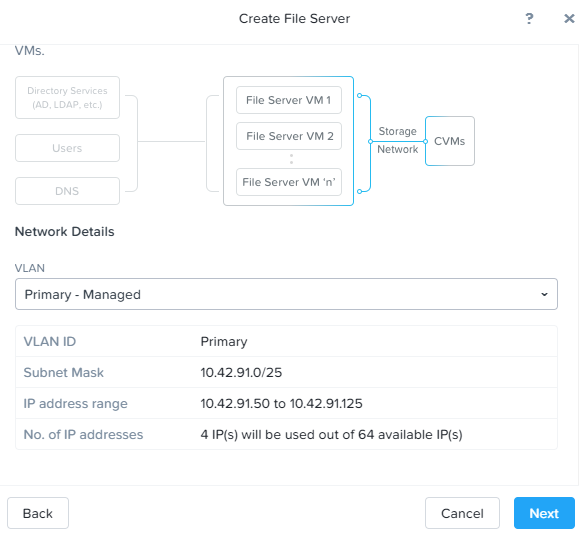 Create File Server
? ×
VMs.
Directory Services
(AD, LDAP, etc.)
Users
DNS
File Server VM 1
File Server VM 2
File Server VM 'n'
Storage
Network
CVMs
Network Details
VLAN
Primary - Managed
VLAN ID Primary
Subnet Mask 10.42.91.0/25
IP address range 10.42.91.50 to 10.42.91.125
No. of IP addresses 4 IP(s) will be used out of 64 available IP(s)
Back Cancel Next